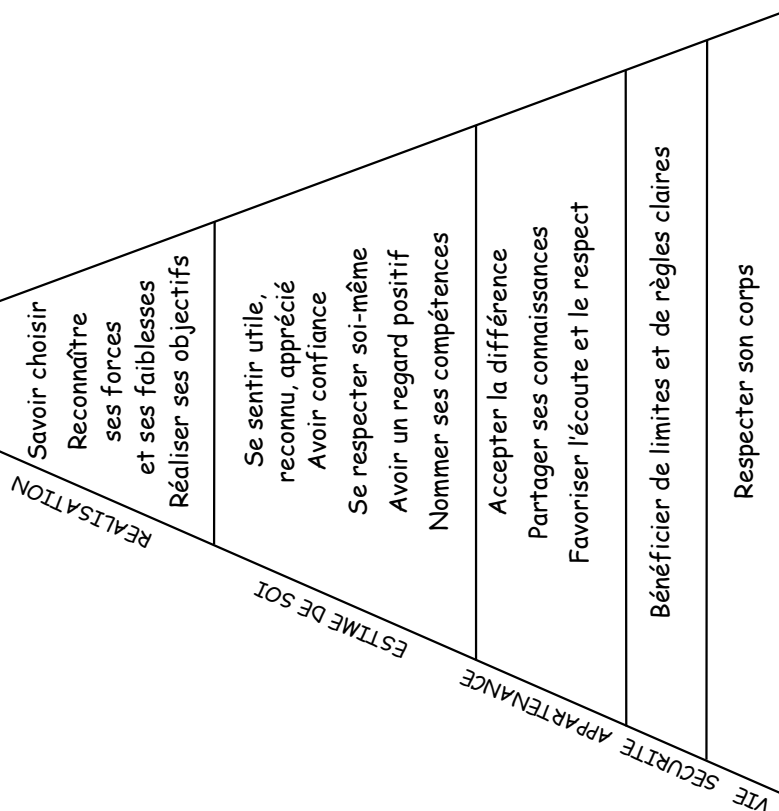 REALISATION
Savoir choisir
Reconnaître
ses forces
et ses faiblesses
Réaliser ses objectifs
ESTIME DE SOI
Se sentir utile,
reconnu, apprécié
Avoir confiance
Se respecter soi-même
Avoir un regard positif
Nommer ses compétences
APPARTENANCE
Accepter la différence
Partager ses connaissances
Favoriser l'écoute et le respect
SECURITE
Bénéficier de limites et de règles claires
VIE
Respecter son corps